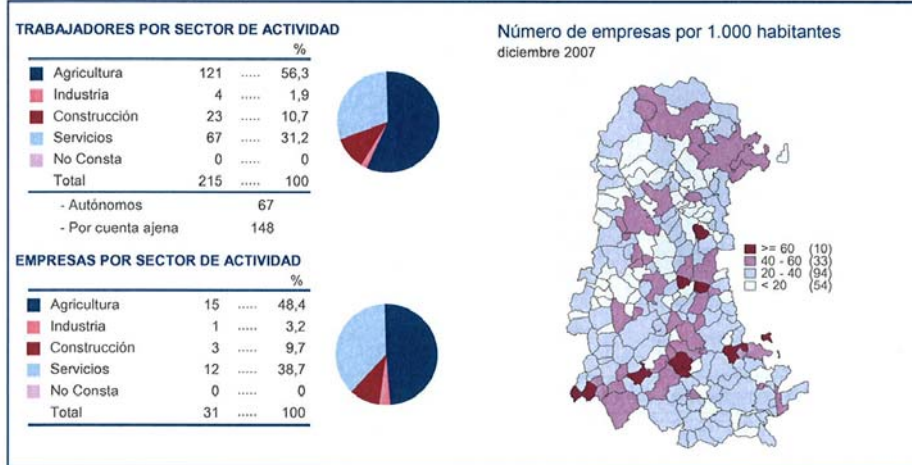 TRABAJADORES POR SECTOR DE ACTIVIDAD
%
Agricultura 121 ..... 56,3
Industria 4 ..... 1,9
Construcción 23 ..... 10,7
Servicios 67 ..... 31,2
No Consta 0 ..... 0
Total 215 ..... 100
- Autónomos 67
- Por cuenta ajena 148
EMPRESAS POR SECTOR DE ACTIVIDAD
%
Agricultura 15 ..... 48,4
Industria 1 ..... 3,2
Construcción 3 ..... 9,7
Servicios 12 ..... 38,7
No Consta 0 ..... 0
Total 31 ..... 100
Número de empresas por 1.000 habitantes
diciembre 2007
>= 60 (10)
40 - 60 (33)
20 - 40 (94)
< 20 (54)